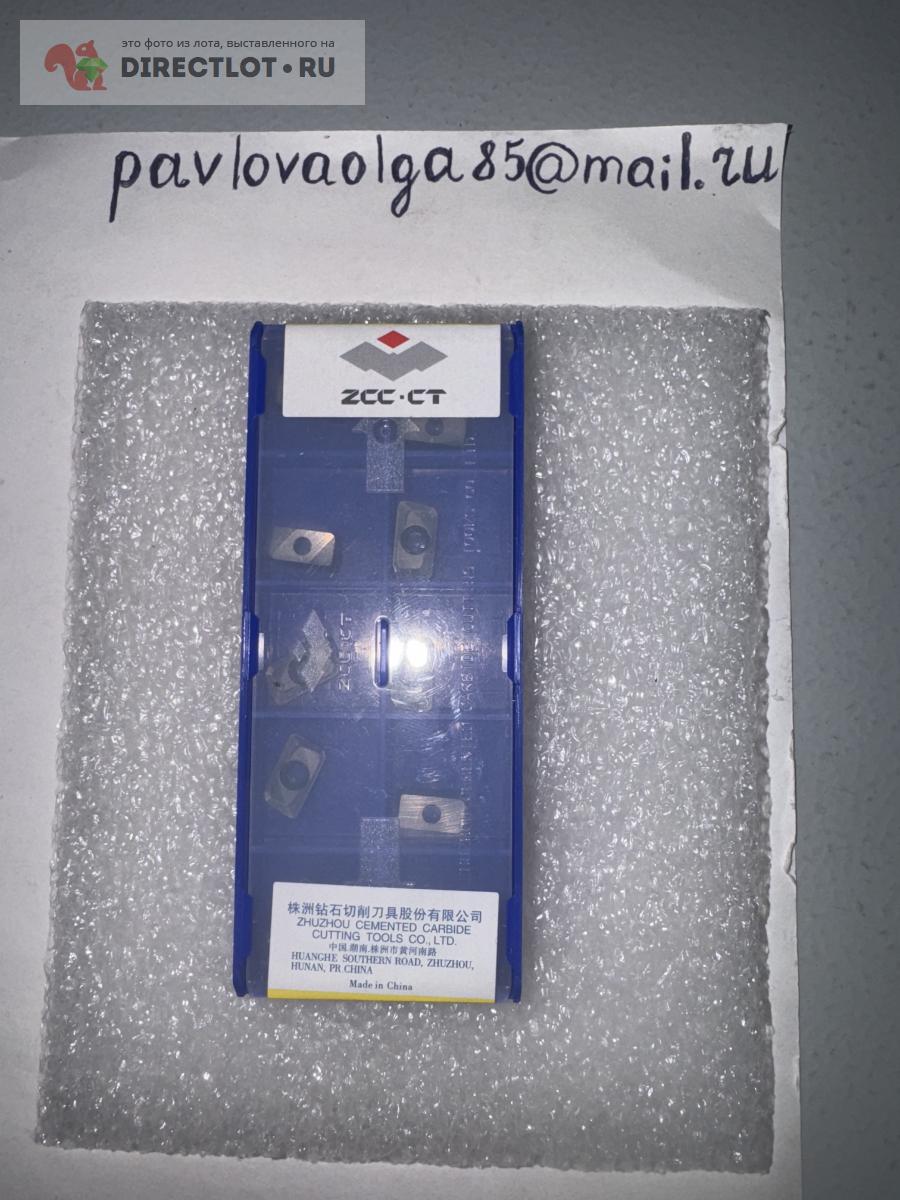 это фото из лота, выставленного на
DIRECTLOT•RU
pavlovaolga85@mail.ru
ZCC·CT
ZCC·CT
株洲钻石切削刀具股份有限公司
ZHUZHOU CEMENTED CARBIDE
CUTTING TOOLS CO., LTD.
中国.湖南.株洲市黄河南路
HUANGHE SOUTHERN ROAD, ZHUZHOU,
HUNAN, PR.CHINA
Made in China